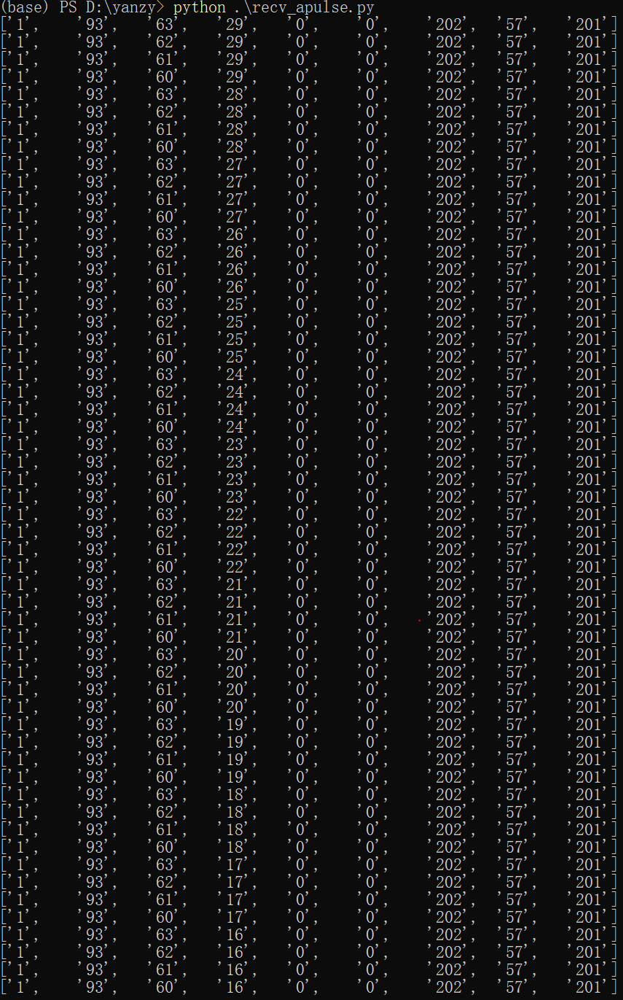 (base) PS D:\yanzy> python .\recv_apulse.py
['1', '93', '63', '29', '0', '0', '202', '57', '201']
['1', '93', '62', '29', '0', '0', '202', '57', '201']
['1', '93', '61', '29', '0', '0', '202', '57', '201']
['1', '93', '60', '29', '0', '0', '202', '57', '201']
['1', '93', '63', '28', '0', '0', '202', '57', '201']
['1', '93', '62', '28', '0', '0', '202', '57', '201']
['1', '93', '61', '28', '0', '0', '202', '57', '201']
['1', '93', '60', '28', '0', '0', '202', '57', '201']
['1', '93', '63', '27', '0', '0', '202', '57', '201']
['1', '93', '62', '27', '0', '0', '202', '57', '201']
['1', '93', '61', '27', '0', '0', '202', '57', '201']
['1', '93', '60', '27', '0', '0', '202', '57', '201']
['1', '93', '63', '26', '0', '0', '202', '57', '201']
['1', '93', '62', '26', '0', '0', '202', '57', '201']
['1', '93', '61', '26', '0', '0', '202', '57', '201']
['1', '93', '60', '26', '0', '0', '202', '57', '201']
['1', '93', '63', '25', '0', '0', '202', '57', '201']
['1', '93', '62', '25', '0', '0', '202', '57', '201']
['1', '93', '61', '25', '0', '0', '202', '57', '201']
['1', '93', '60', '25', '0', '0', '202', '57', '201']
['1', '93', '63', '24', '0', '0', '202', '57', '201']
['1', '93', '62', '24', '0', '0', '202', '57', '201']
['1', '93', '61', '24', '0', '0', '202', '57', '201']
['1', '93', '60', '24', '0', '0', '202', '57', '201']
['1', '93', '63', '23', '0', '0', '202', '57', '201']
['1', '93', '62', '23', '0', '0', '202', '57', '201']
['1', '93', '61', '23', '0', '0', '202', '57', '201']
['1', '93', '60', '23', '0', '0', '202', '57', '201']
['1', '93', '63', '22', '0', '0', '202', '57', '201']
['1', '93', '62', '22', '0', '0', '202', '57', '201']
['1', '93', '61', '22', '0', '0', '202', '57', '201']
['1', '93', '60', '22', '0', '0', '202', '57', '201']
['1', '93', '63', '21', '0', '0', '202', '57', '201']
['1', '93', '62', '21', '0', '0', '202', '57', '201']
['1', '93', '61', '21', '0', '0', '202', '57', '201']
['1', '93', '60', '21', '0', '0', '202', '57', '201']
['1', '93', '63', '20', '0', '0', '202', '57', '201']
['1', '93', '62', '20', '0', '0', '202', '57', '201']
['1', '93', '61', '20', '0', '0', '202', '57', '201']
['1', '93', '60', '20', '0', '0', '202', '57', '201']
['1', '93', '63', '19', '0', '0', '202', '57', '201']
['1', '93', '62', '19', '0', '0', '202', '57', '201']
['1', '93', '61', '19', '0', '0', '202', '57', '201']
['1', '93', '60', '19', '0', '0', '202', '57', '201']
['1', '93', '63', '18', '0', '0', '202', '57', '201']
['1', '93', '62', '18', '0', '0', '202', '57', '201']
['1', '93', '61', '18', '0', '0', '202', '57', '201']
['1', '93', '60', '18', '0', '0', '202', '57', '201']
['1', '93', '63', '17', '0', '0', '202', '57', '201']
['1', '93', '62', '17', '0', '0', '202', '57', '201']
['1', '93', '61', '17', '0', '0', '202', '57', '201']
['1', '93', '60', '17', '0', '0', '202', '57', '201']
['1', '93', '63', '16', '0', '0', '202', '57', '201']
['1', '93', '62', '16', '0', '0', '202', '57', '201']
['1', '93', '61', '16', '0', '0', '202', '57', '201']
['1', '93', '60', '16', '0', '0', '202', '57', '201']